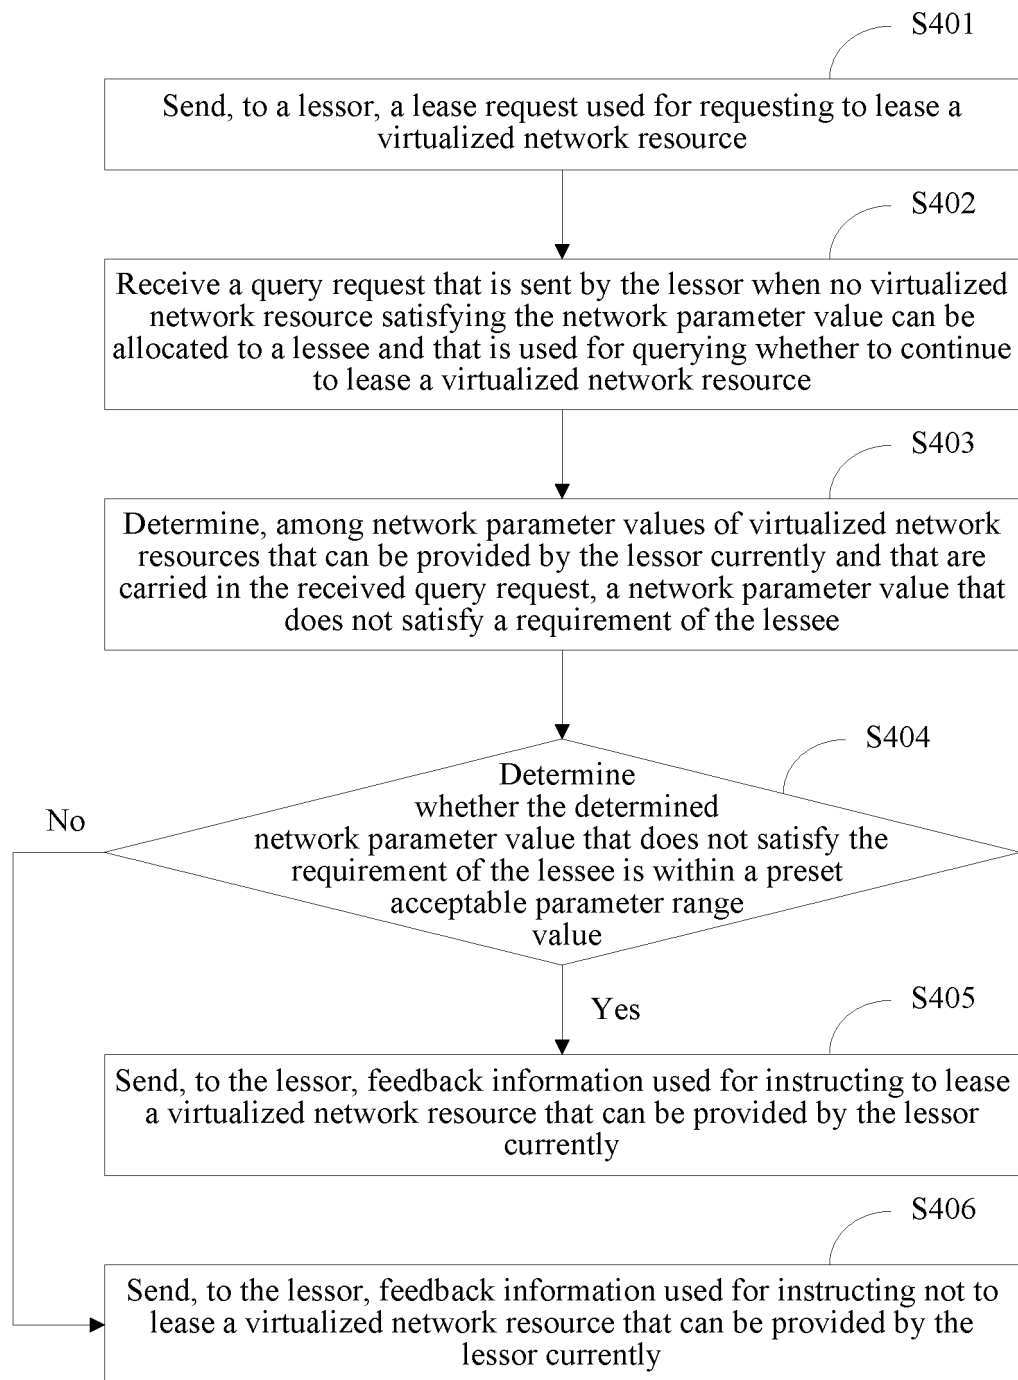 S401
Send, to a lessor, a lease request used for requesting to lease a
virtualized network resource
S402
Receive a query request that is sent by the lessor when no virtualized
network resource satisfying the network parameter value can be
allocated to a lessee and that is used for querying whether to continue
to lease a virtualized network resource
S403
Determine, among network parameter values of virtualized network
resources that can be provided by the lessor currently and that are
carried in the received query request, a network parameter value that
does not satisfy a requirement of the lessee
S404
Determine
whether the determined
network parameter value that does not satisfy the
requirement of the lessee is within a preset
acceptable parameter range
value
No
Yes
S405
Send, to the lessor, feedback information used for instructing to lease
a virtualized network resource that can be provided by the lessor
currently
S406
Send, to the lessor, feedback information used for instructing not to
lease a virtualized network resource that can be provided by the
lessor currently